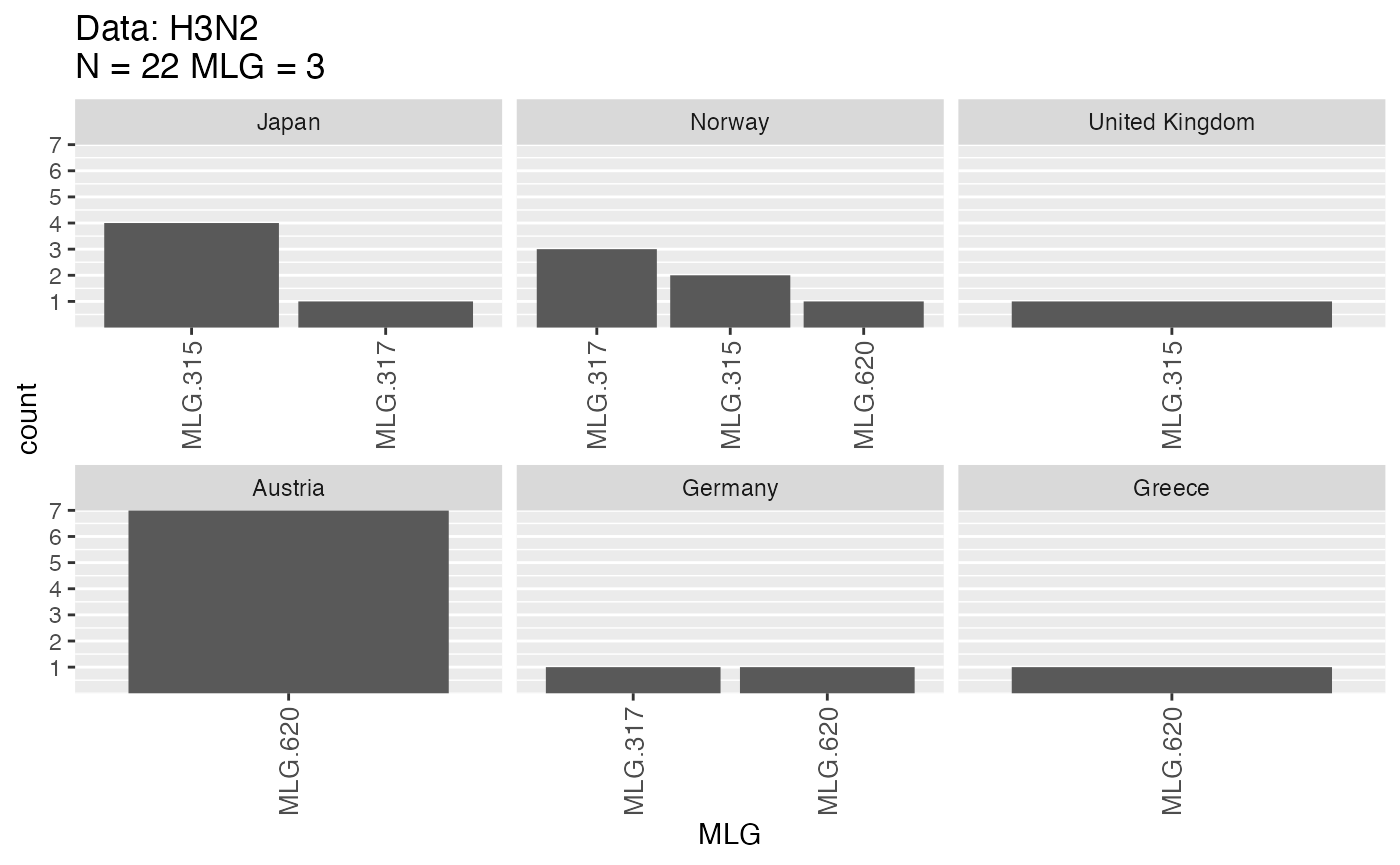 Data: H3N2
N = 22 MLG = 3
Japan
Norway
United Kingdom
7
6
5
4
3
2
1
MLG.315
MLG.317
MLG.317
MLG.315
MLG.620
MLG.315
count
Austria
Germany
Greece
7
6
5
4
3
2
1
MLG.620
MLG.317
MLG.620
MLG.620
MLG